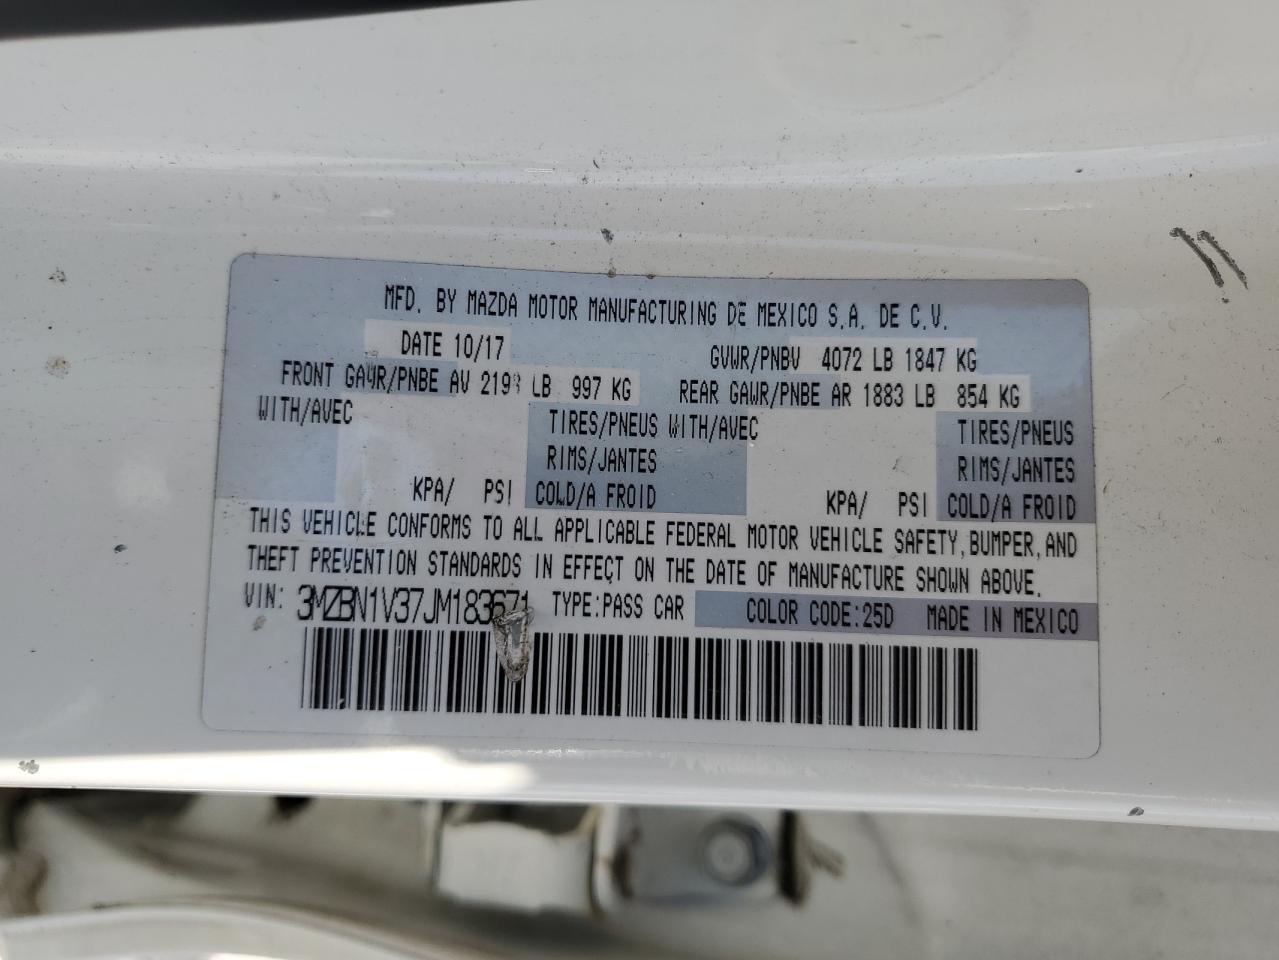 MFD. BY MAZDA MOTOR MANUFACTURING DE MEXICO S.A. DE C.V.
DATE 10/17 GVWR/PNBV 4072 LB 1847 KG
FRONT GAWR/PNBE AV 2198 LB 997 KG REAR GAWR/PNBE AR 1883 LB 854 KG
WITH/AVEC TIRES/PNEUS WITH/AVEC TIRES/PNEUS
RIMS/JANTES RIMS/JANTES
KPA/ PSI COLD/A FROID KPA/ PSI COLD/A FROID
THIS VEHICLE CONFORMS TO ALL APPLICABLE FEDERAL MOTOR VEHICLE SAFETY, BUMPER, AND
THEFT PREVENTION STANDARDS IN EFFECT ON THE DATE OF MANUFACTURE SHOWN ABOVE.
VIN: 3MZBN1V37JM183671 TYPE:PASS CAR COLOR CODE:25D MADE IN MEXICO